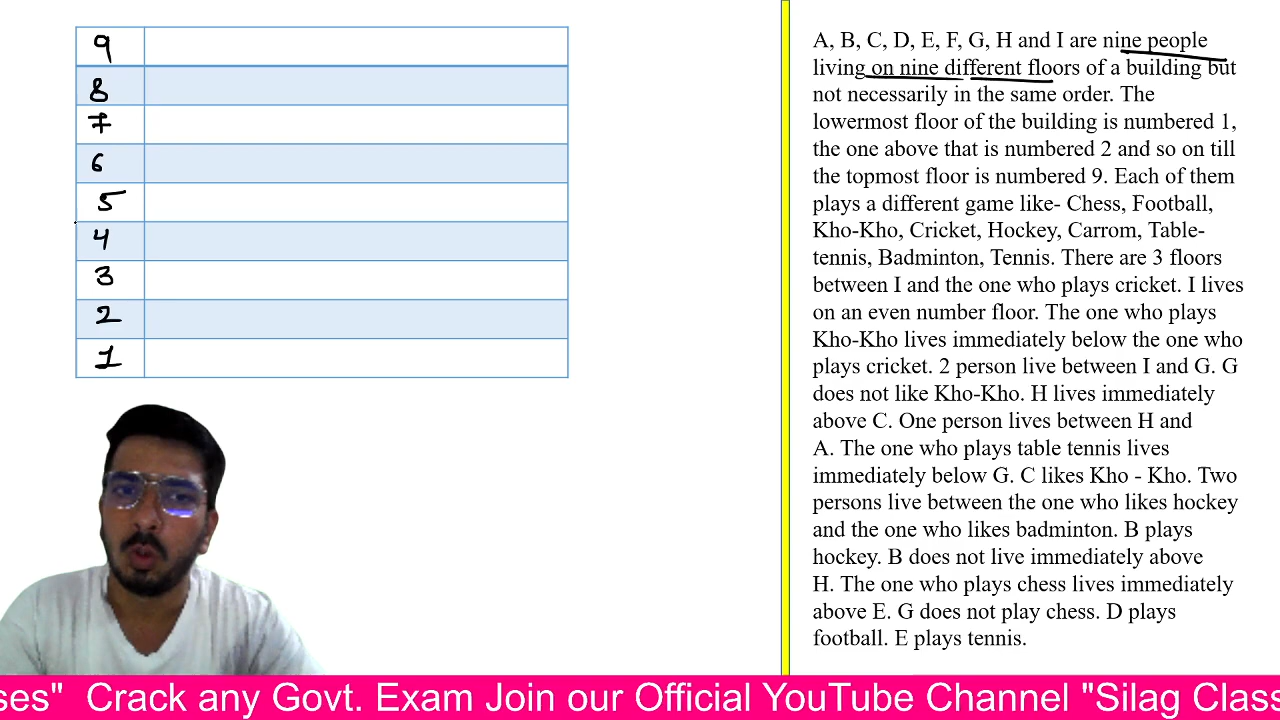 9
8
7
6
5
4
3
2
1
A, B, C, D, E, F, G, H and I are nine people
living on nine different floors of a building but
not necessarily in the same order. The
lowermost floor of the building is numbered 1,
the one above that is numbered 2 and so on till
the topmost floor is numbered 9. Each of them
plays a different game like- Chess, Football,
Kho-Kho, Cricket, Hockey, Carrom, Table-
tennis, Badminton, Tennis. There are 3 floors
between I and the one who plays cricket. I lives
on an even number floor. The one who plays
Kho-Kho lives immediately below the one who
plays cricket. 2 person live between I and G. G
does not like Kho-Kho. H lives immediately
above C. One person lives between H and
A. The one who plays table tennis lives
immediately below G. C likes Kho - Kho. Two
persons live between the one who likes hockey
and the one who likes badminton. B plays
hockey. B does not live immediately above
H. The one who plays chess lives immediately
above E. G does not play chess. D plays
football. E plays tennis.
ses" Crack any Govt. Exam Join our Official YouTube Channel "Silag Class